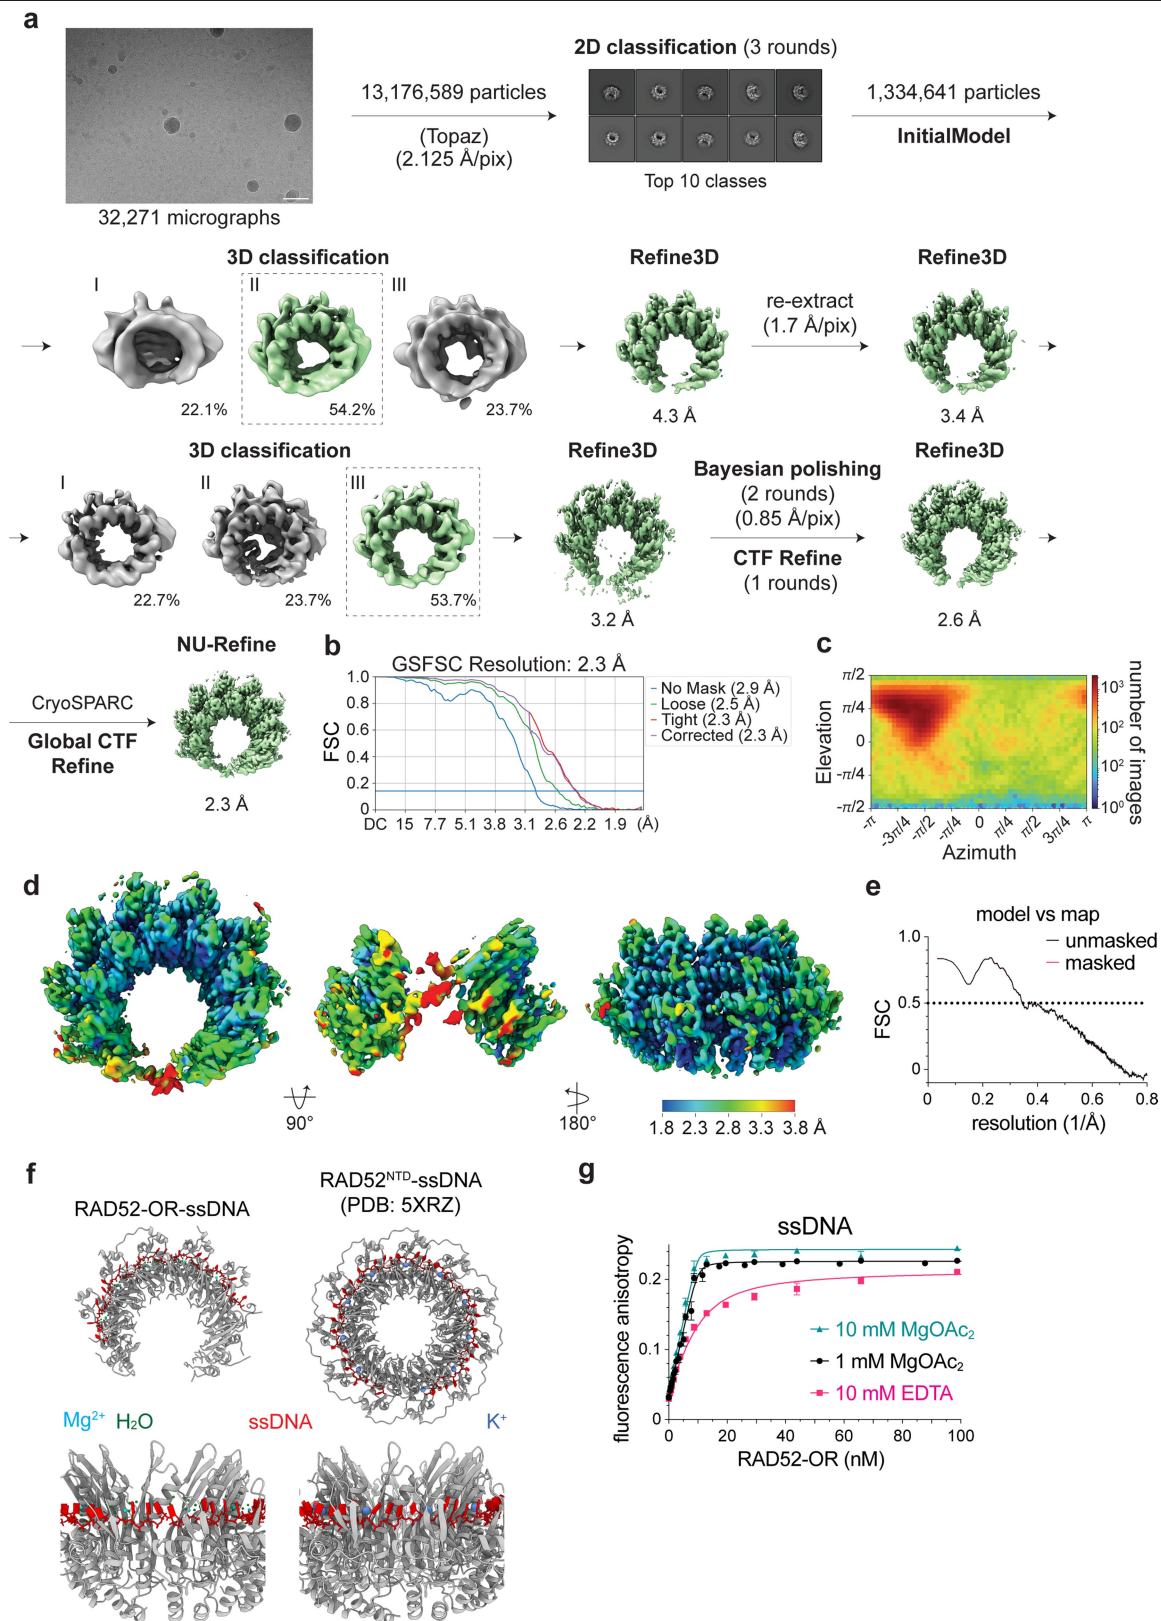 a
2D classification (3 rounds)
13,176,589 particles
(Topaz)
(2.125 Å/pix)
1,334,641 particles
InitialModel
Top 10 classes
32,271 micrographs
3D classification
I
II
III
22.1%
54.2%
23.7%
Refine3D
4.3 Å
re-extract
(1.7 Å/pix)
Refine3D
3.4 Å
3D classification
I
II
III
22.7%
23.7%
53.7%
Refine3D
3.2 Å
Bayesian polishing
(2 rounds)
(0.85 Å/pix)
CTF Refine
(1 rounds)
Refine3D
2.6 Å
CryoSPARC
Global CTF
Refine
NU-Refine
2.3 Å
b
GSFSC Resolution: 2.3 Å
FSC
1.0
0.8
0.6
0.4
0.2
0
DC 15 7.7 5.1 3.8 3.1 2.6 2.2 1.9 (Å)
No Mask (2.9 Å)
Loose (2.5 Å)
Tight (2.3 Å)
Corrected (2.3 Å)
c
Elevation
π/2
π/4
0
-π/4
-π/2
-π -3π/4 -π/2 -π/4 0 π/4 π/2 3π/4 π
Azimuth
10³
10²
10¹
10⁰
number of images
d
90°
180°
1.8 2.3 2.8 3.3 3.8 Å
e
model vs map
unmasked
masked
FSC
1.0
0.5
0
0 0.2 0.4 0.6 0.8
resolution (1/Å)
f
RAD52-OR-ssDNA
RAD52ᴺᵀᴰ-ssDNA
(PDB: 5XRZ)
Mg²⁺ H₂O ssDNA K⁺
g
ssDNA
fluorescence anisotropy
0.2
0.1
0
10 mM MgOAc₂
1 mM MgOAc₂
10 mM EDTA
0 20 40 60 80 100
RAD52-OR (nM)